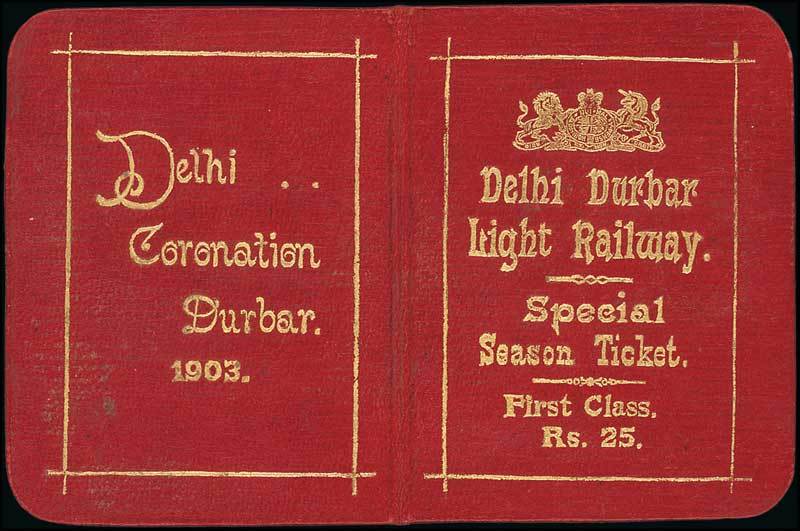 Delhi ...
Coronation
Durbar.
1903.
Delhi Durbar
Light Railway.
Special
Season Ticket.
First Class.
Rs. 25.